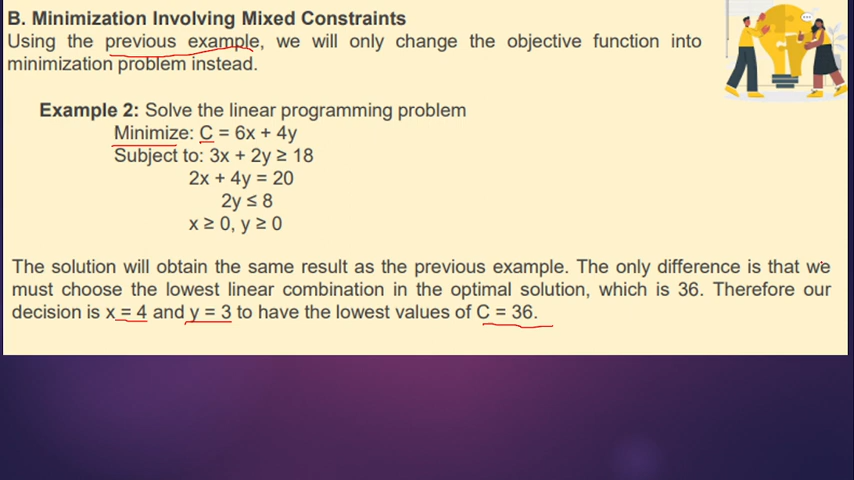 B. Minimization Involving Mixed Constraints
Using the previous example, we will only change the objective function into
minimization problem instead.
Example 2: Solve the linear programming problem
Minimize: C = 6x + 4y
Subject to: 3x + 2y ≥ 18
2x + 4y = 20
2y ≤ 8
x ≥ 0, y ≥ 0
The solution will obtain the same result as the previous example. The only difference is that we
must choose the lowest linear combination in the optimal solution, which is 36. Therefore our
decision is x = 4 and y = 3 to have the lowest values of C = 36.